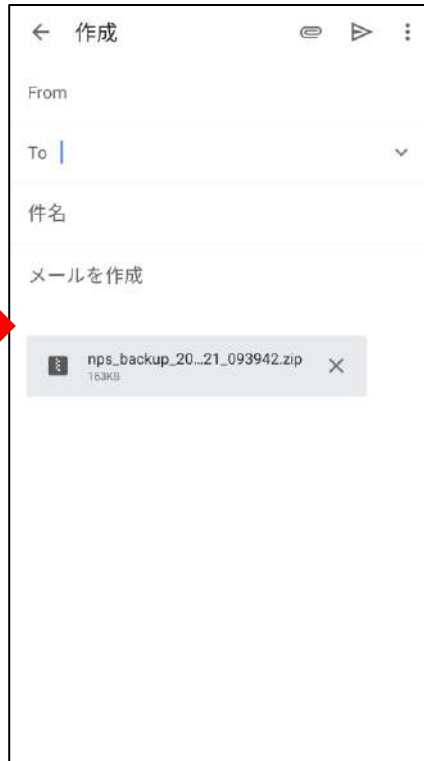 作成
From
To
件名
メールを作成
nps_backup_20...21_093942.zip
163KB